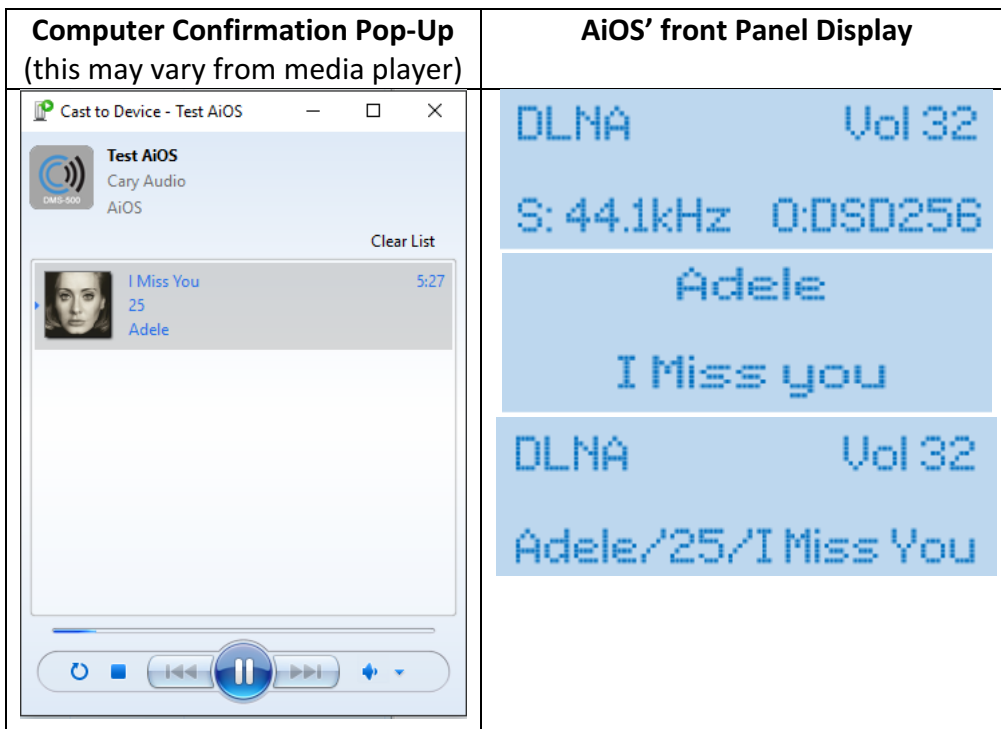 Computer Confirmation Pop-Up
(this may vary from media player)
AiOS’ front Panel Display
Cast to Device - Test AiOS
Test AiOS
Cary Audio
AiOS
DMS-500
Clear List
I Miss You 5:27
25
Adele
DLNA Vol 32
S: 44.1kHz O:DSD256
Adele
I Miss you
DLNA Vol 32
Adele/'25/I Miss You